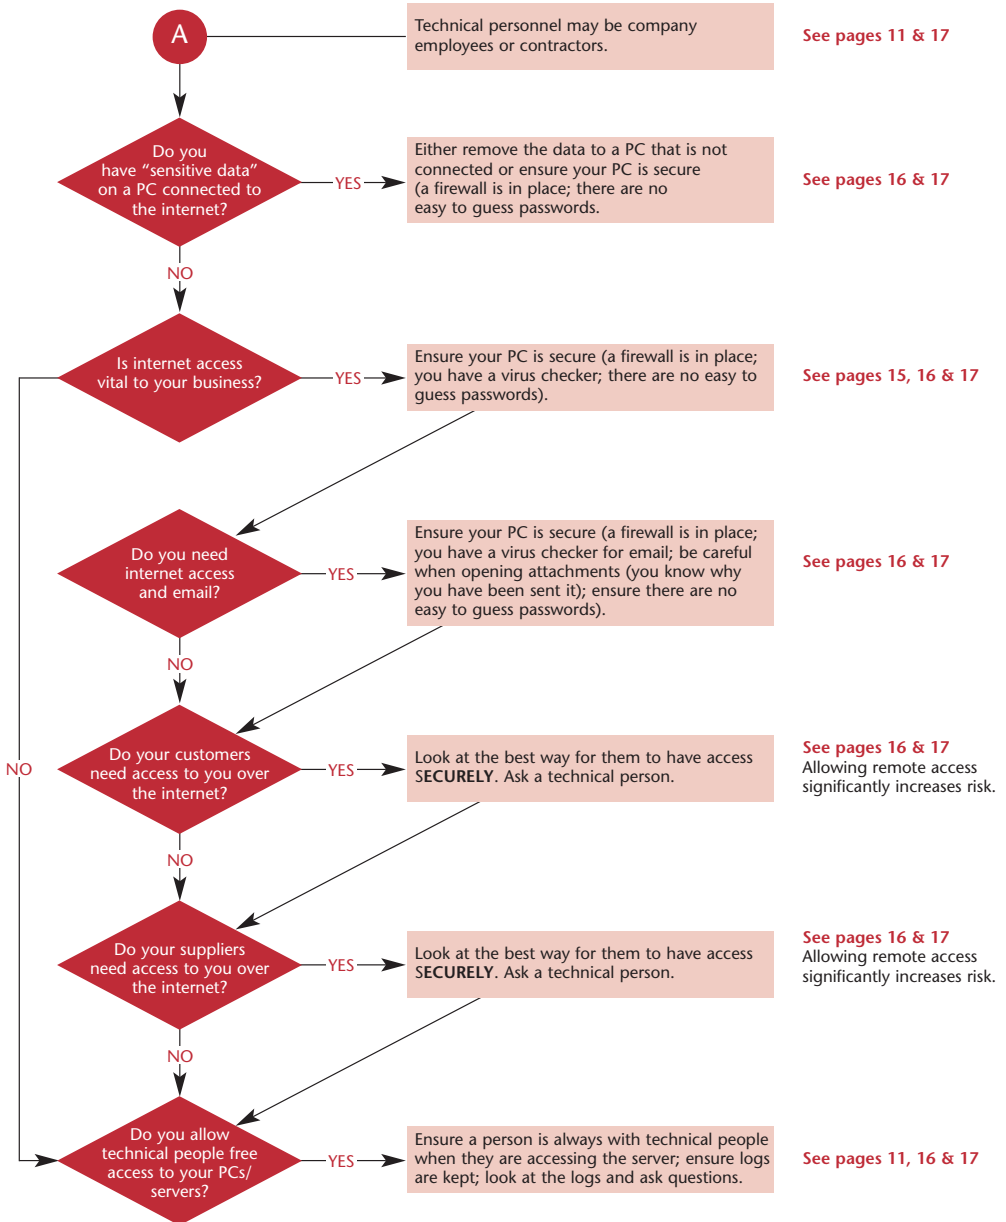 A
Technical personnel may be company
employees or contractors.
See pages 11 & 17
Do you
have “sensitive data”
on a PC connected to
the internet?
YES
Either remove the data to a PC that is not
connected or ensure your PC is secure
(a firewall is in place; there are no
easy to guess passwords.
See pages 16 & 17
NO
Is internet access
vital to your business?
YES
Ensure your PC is secure (a firewall is in place;
you have a virus checker; there are no easy to
guess passwords).
See pages 15, 16 & 17
Do you need
internet access
and email?
YES
Ensure your PC is secure (a firewall is in place;
you have a virus checker for email; be careful
when opening attachments (you know why
you have been sent it); ensure there are no
easy to guess passwords).
See pages 16 & 17
NO
NO
Do your customers
need access to you over
the internet?
YES
Look at the best way for them to have access
SECURELY. Ask a technical person.
See pages 16 & 17
Allowing remote access
significantly increases risk.
NO
Do your suppliers
need access to you over
the internet?
YES
Look at the best way for them to have access
SECURELY. Ask a technical person.
See pages 16 & 17
Allowing remote access
significantly increases risk.
NO
Do you allow
technical people free
access to your PCs/
servers?
YES
Ensure a person is always with technical people
when they are accessing the server; ensure logs
are kept; look at the logs and ask questions.
See pages 11, 16 & 17